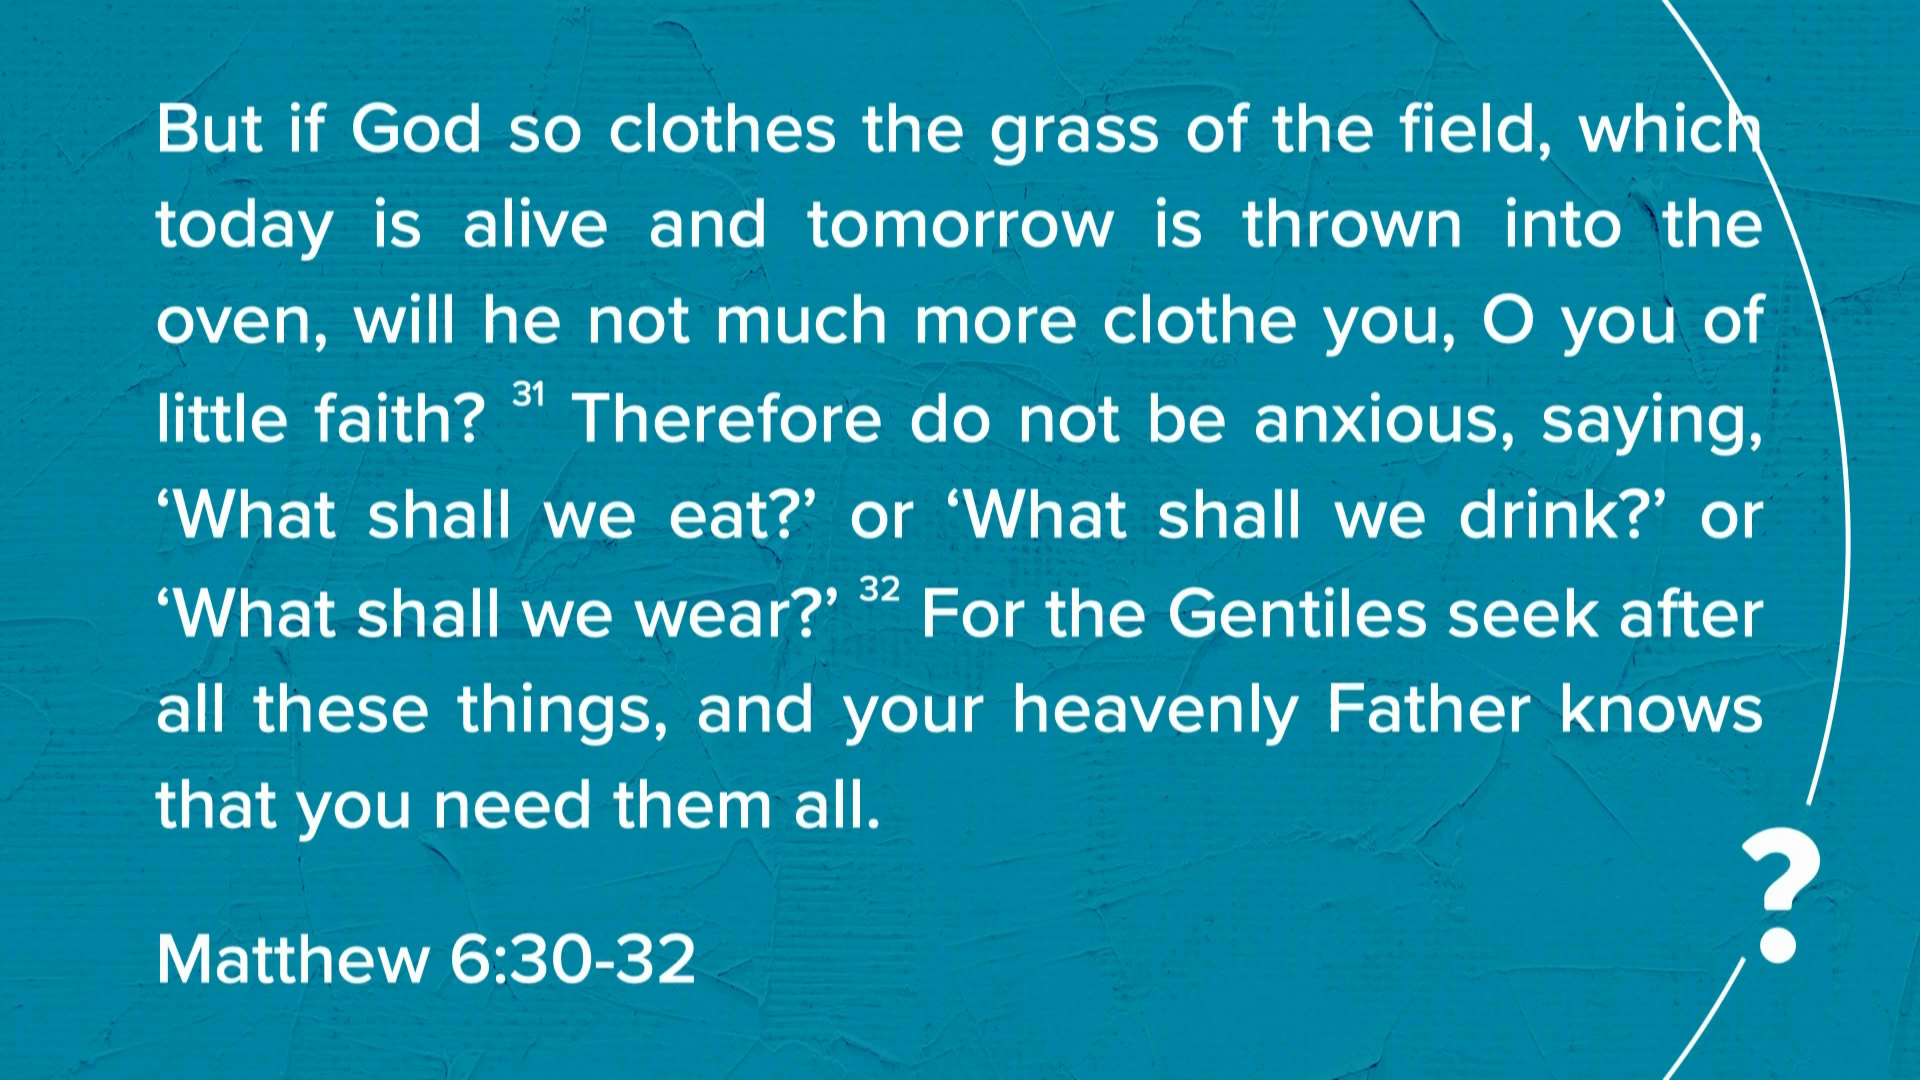 But if God so clothes the grass of the field, which
today is alive and tomorrow is thrown into the
oven, will he not much more clothe you, O you of
little faith? 31 Therefore do not be anxious, saying,
‘What shall we eat?’ or ‘What shall we drink?’ or
‘What shall we wear?’ 32 For the Gentiles seek after
all these things, and your heavenly Father knows
that you need them all.
Matthew 6:30-32
?